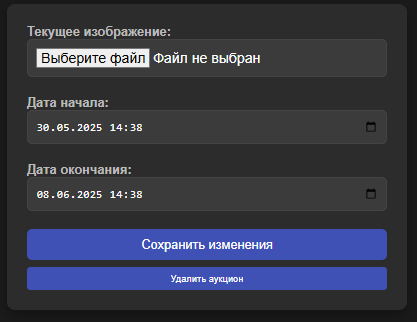 Текущее изображение:
Выберите файл Файл не выбран
Дата начала:
30.05.2025 14:38
Дата окончания:
08.06.2025 14:38
Сохранить изменения
Удалить аукцион